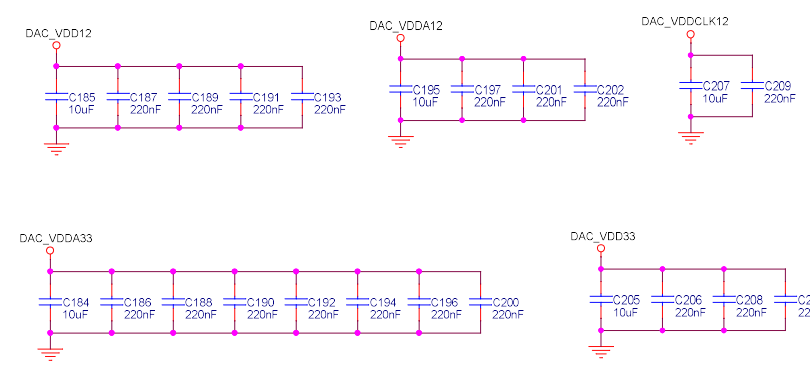 DAC_VDD12
C185
10uF
C187
220nF
C189
220nF
C191
220nF
C193
220nF
DAC_VDDA12
C195
10uF
C197
220nF
C201
220nF
C202
220nF
DAC_VDDCLK12
C207
10uF
C209
220nF
DAC_VDDA33
C184
10uF
C186
220nF
C188
220nF
C190
220nF
C192
220nF
C194
220nF
C196
220nF
C200
220nF
DAC_VDD33
C205
10uF
C206
220nF
C208
220nF